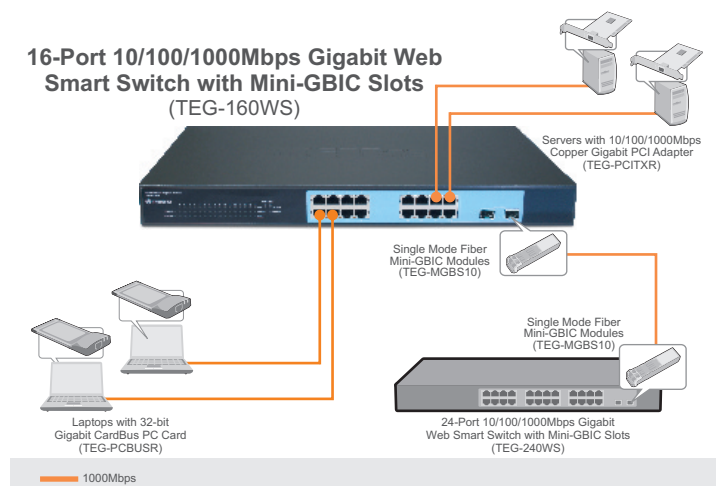 16-Port 10/100/1000Mbps Gigabit Web
Smart Switch with Mini-GBIC Slots
(TEG-160WS)
Servers with 10/100/1000Mbps
Copper Gigabit PCI Adapter
(TEG-PCITXR)
Single Mode Fiber
Mini-GBIC Modules
(TEG-MGBS10)
Single Mode Fiber
Mini-GBIC Modules
(TEG-MGBS10)
Laptops with 32-bit
Gigabit CardBus PC Card
(TEG-PCBUSR)
24-Port 10/100/1000Mbps Gigabit
Web Smart Switch with Mini-GBIC Slots
(TEG-240WS)
1000Mbps